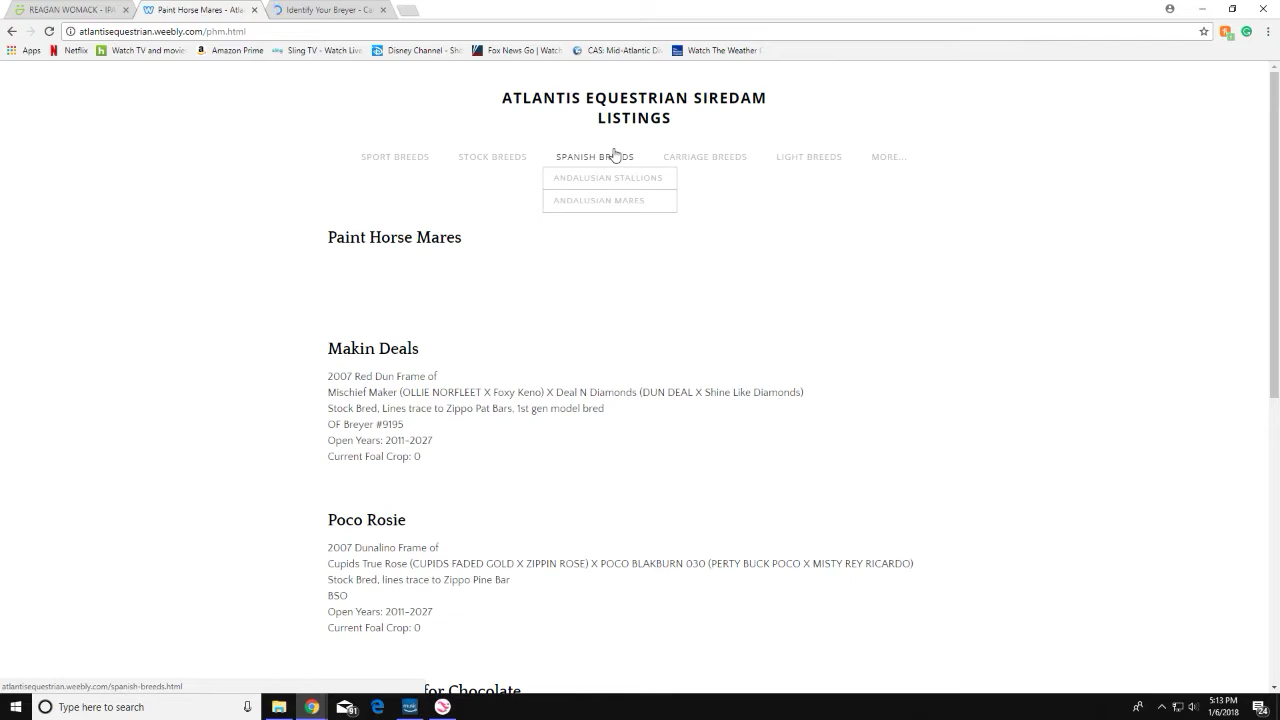 REAGAN WOMACK - IPA
Paint Horse Mares - Atl
Identify Your Breyer - C
atlantisequestrian.weebly.com/phm.html
Apps
Netflix
Watch TV and movie
Amazon Prime
Sling TV - Watch Live
Disney Channel - Sh
Fox News Go | Watch
CAS: Mid-Atlantic Di
Watch The Weather
ATLANTIS EQUESTRIAN SIREDAM
LISTINGS
SPORT BREEDS
STOCK BREEDS
SPANISH BREEDS
CARRIAGE BREEDS
LIGHT BREEDS
MORE...
ANDALUSIAN STALLIONS
ANDALUSIAN MARES
Paint Horse Mares
Makin Deals
2007 Red Dun Frame of
Mischief Maker (OLLIE NORFLEET X Foxy Keno) X Deal N Diamonds (DUN DEAL X Shine Like Diamonds)
Stock Bred, Lines trace to Zippo Pat Bars, 1st gen model bred
OF Breyer #9195
Open Years: 2011-2027
Current Foal Crop: 0
Poco Rosie
2007 Dunalino Frame of
Cupids True Rose (CUPIDS FADED GOLD X ZIPPIN ROSE) X POCO BLAKBURN 030 (PERTY BUCK POCO X MISTY REY RICARDO)
Stock Bred, lines trace to Zippo Pine Bar
BSO
Open Years: 2011-2027
Current Foal Crop: 0
for Chocolate
atlantisequestrian.weebly.com/spanish-breeds.html
Type here to search
91
music
5:13 PM
1/6/2018
24